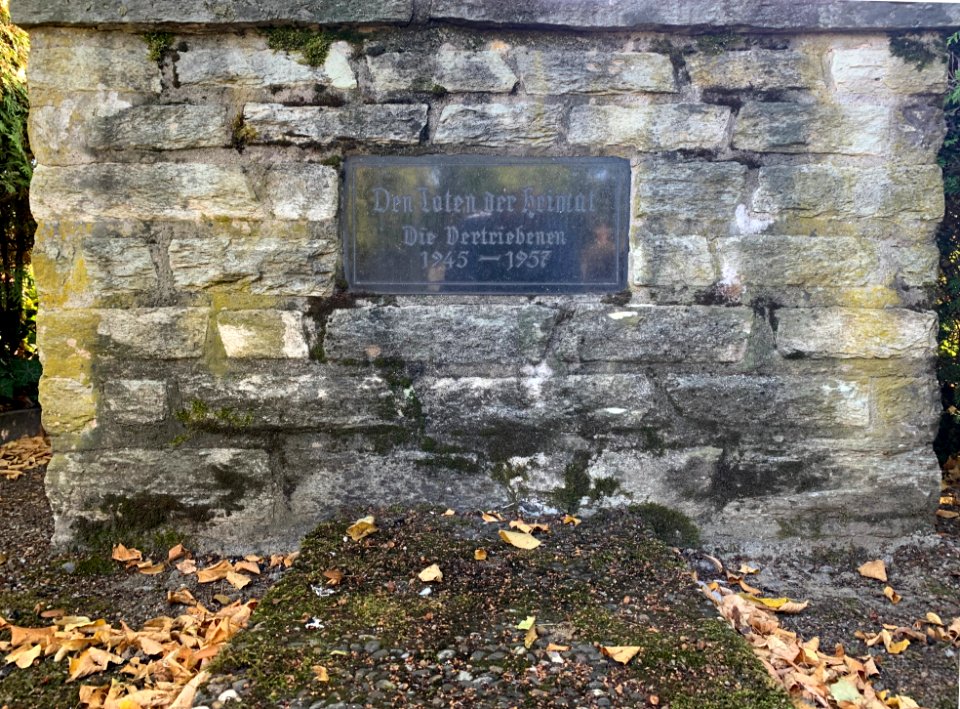 Den Toten der Heimat
Die Vertriebenen
1945 — 1957